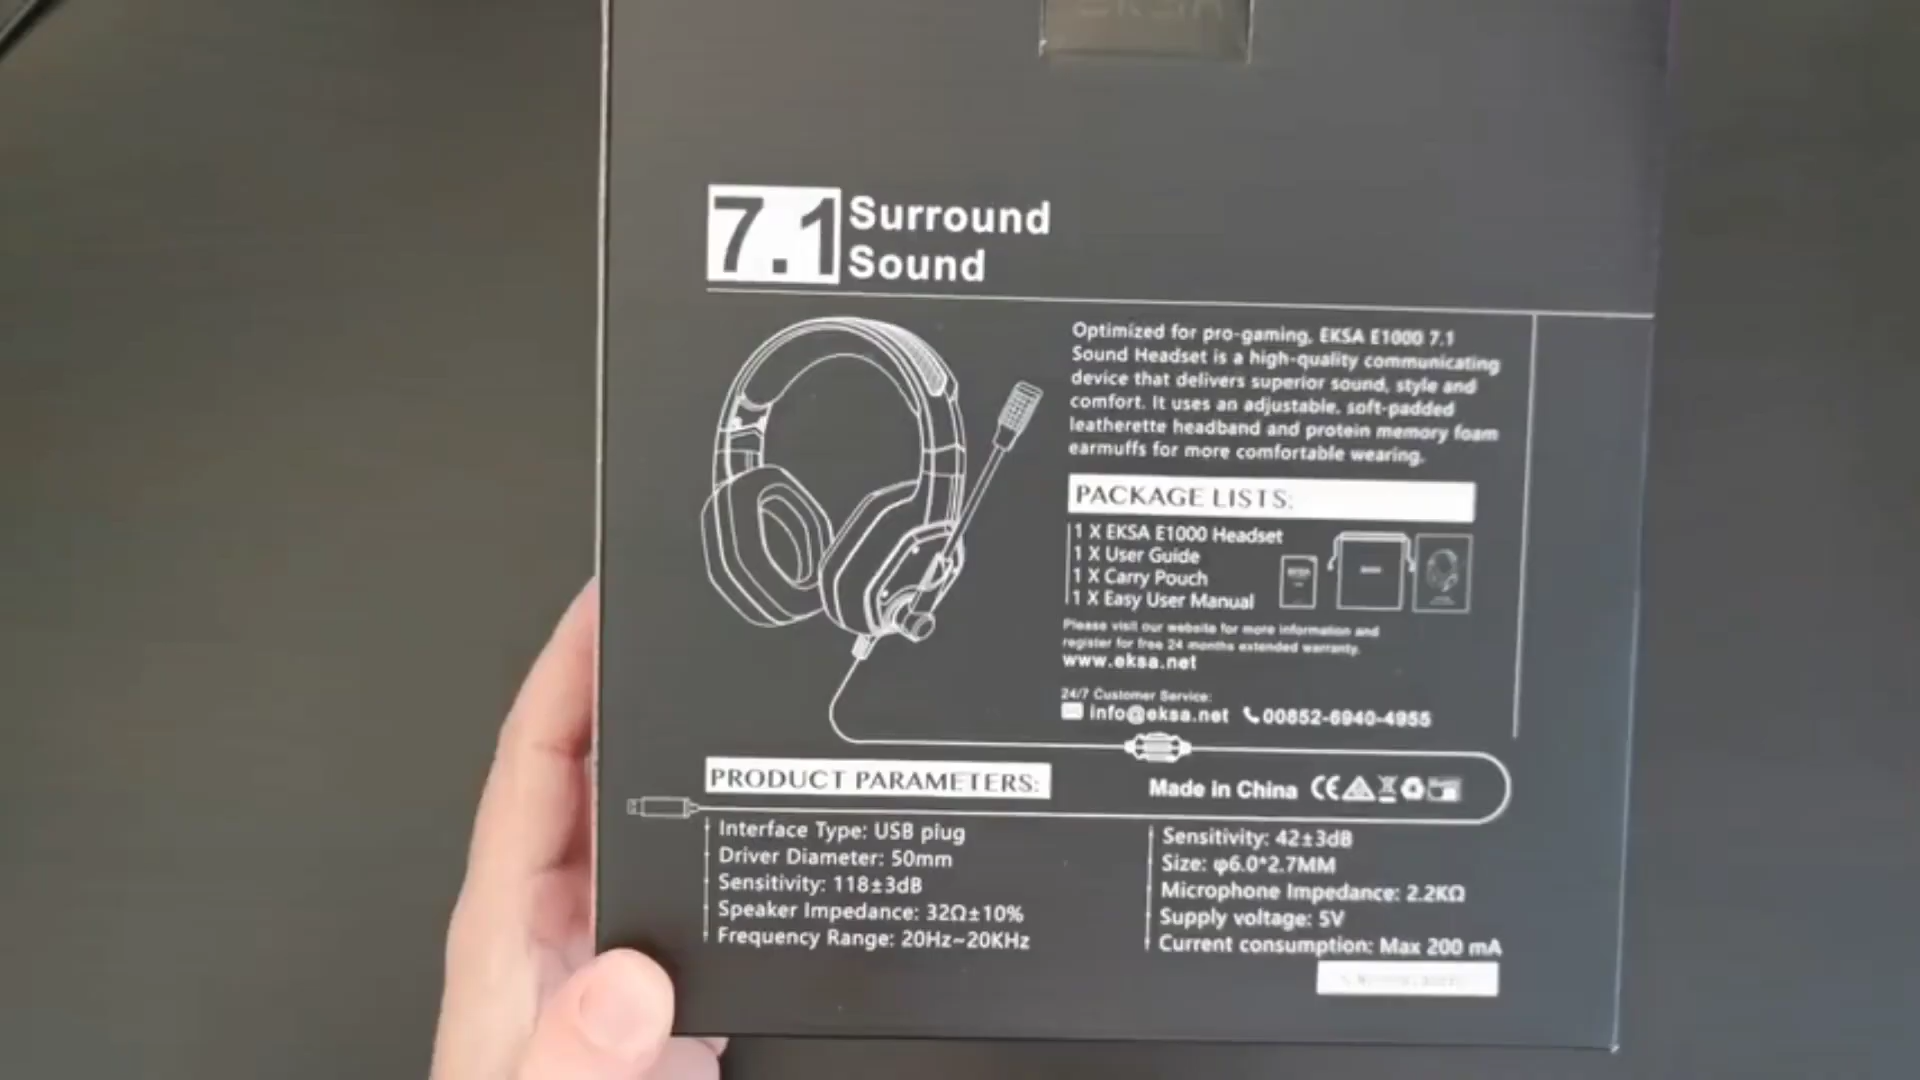 EKSA
7.1 Surround
Sound
Optimized for pro-gaming, EKSA E1000 7.1
Sound Headset is a high-quality communicating
device that delivers superior sound, style and
comfort. It uses an adjustable, soft-padded
leatherette headband and protein memory foam
earmuffs for more comfortable wearing.
PACKAGE LISTS:
1 X EKSA E1000 Headset
1 X User Guide
1 X Carry Pouch
1 X Easy User Manual
Please visit our website for more information and
register for free 24 months extended warranty.
www.eksa.net
24/7 Customer Service:
info@eksa.net 00852-6940-4955
PRODUCT PARAMETERS:
Made in China CE
Interface Type: USB plug
Driver Diameter: 50mm
Sensitivity: 118±3dB
Speaker Impedance: 32Ω±10%
Frequency Range: 20Hz~20KHz
Sensitivity: 42±3dB
Size: φ6.0*2.7MM
Microphone Impedance: 2.2KΩ
Supply voltage: 5V
Current consumption: Max 200 mA